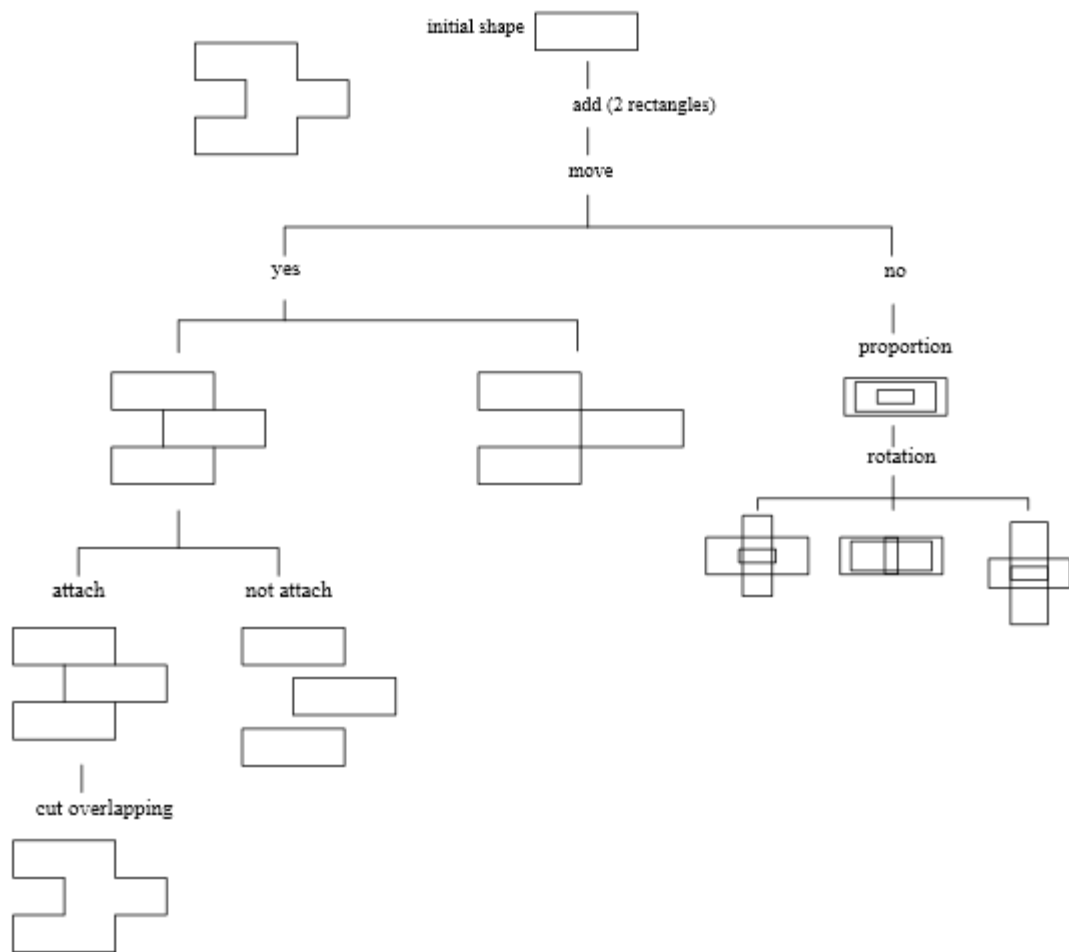 initial shape
add (2 rectangles)
move
yes
no
proportion
rotation
attach
not attach
cut overlapping